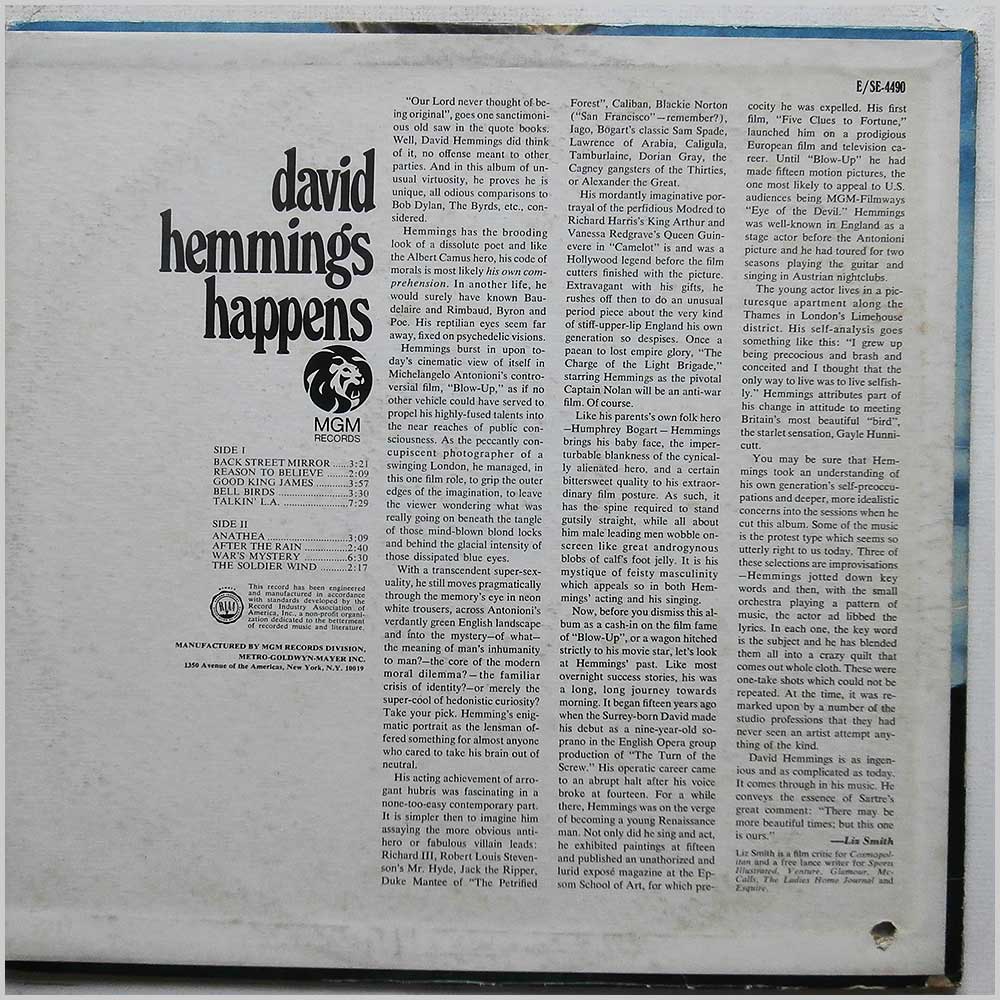 E/SE-4490
david
hemmings
happens
MGM
RECORDS
SIDE I
BACK STREET MIRROR ......3:21
REASON TO BELIEVE ........2:09
GOOD KING JAMES ..........3:57
BELL BIRDS ....................3:30
TALKIN' L.A. ......................7:29
SIDE II
ANATHEA .......................3:09
AFTER THE RAIN ............2:40
WAR'S MYSTERY ............6:30
THE SOLDIER WIND .........2:17
RIAA
This record has been engineered
and manufactured in accordance
with standards developed by the
Record Industry Association of
America, Inc., a non-profit organi-
zation dedicated to the betterment
of recorded music and literature.
MANUFACTURED BY MGM RECORDS DIVISION,
METRO-GOLDWYN-MAYER INC.
1350 Avenue of the Americas, New York, N.Y. 10019
"Our Lord never thought of be-
ing original", goes one sanctimoni-
ous old saw in the quote books.
Well, David Hemmings did think
of it, no offense meant to other
parties. And in this album of un-
usual virtuosity, he proves he is
unique, all odious comparisons to
Bob Dylan, The Byrds, etc., con-
sidered.
Hemmings has the brooding
look of a dissolute poet and like
the Albert Camus hero, his code of
morals is most likely his own com-
prehension. In another life, he
would surely have known Bau-
delaire and Rimbaud, Byron and
Poe. His reptilian eyes seem far
away, fixed on psychedelic visions.
Hemmings burst in upon to-
day's cinematic view of itself in
Michelangelo Antonioni's contro-
versial film, "Blow-Up," as if no
other vehicle could have served to
propel his highly-fused talents into
the near reaches of public con-
sciousness. As the peccantly con-
cupiscent photographer of a
swinging London, he managed, in
this one film role, to grip the outer
edges of the imagination, to leave
the viewer wondering what was
really going on beneath the tangle
of those mind-blown blond locks
and behind the glacial intensity of
those dissipated blue eyes.
With a transcendent super-sex-
uality, he still moves pragmatically
through the memory's eye in neon
white trousers, across Antonioni's
verdantly green English landscape
and into the mystery—of what—
the meaning of man's inhumanity
to man?—the core of the modern
moral dilemma?—the familiar
crisis of identity?—or merely the
super-cool of hedonistic curiosity?
Take your pick. Hemming's enig-
matic portrait as the lensman of-
fered something for almost anyone
who cared to take his brain out of
neutral.
His acting achievement of arro-
gant hubris was fascinating in a
none-too-easy contemporary part.
It is simpler then to imagine him
assaying the more obvious anti-
hero or fabulous villain leads:
Richard III, Robert Louis Steven-
son's Mr. Hyde, Jack the Ripper,
Duke Mantee of "The Petrified
Forest", Caliban, Blackie Norton
("San Francisco"—remember?),
Iago, Bogart's classic Sam Spade,
Lawrence of Arabia, Caligula,
Tamburlaine, Dorian Gray, the
Cagney gangsters of the Thirties,
or Alexander the Great.
His mordantly imaginative por-
trayal of the perfidious Modred to
Richard Harris's King Arthur and
Vanessa Redgrave's Queen Guin-
evere in "Camelot" is and was a
Hollywood legend before the film
cutters finished with the picture.
Extravagant with his gifts, he
rushes off then to do an unusual
period piece about the very kind
of stiff-upper-lip England his own
generation so despises. Once a
paean to lost empire glory, "The
Charge of the Light Brigade,"
starring Hemmings as the pivotal
Captain Nolan will be an anti-war
film. Of course.
Like his parents's own folk hero
—Humphrey Bogart—Hemmings
brings his baby face, the imper-
turbable blankness of the cynical-
ly alienated hero, and a certain
bittersweet quality to his extraor-
dinary film posture. As such, it
has the spine required to stand
gutsily straight, while all about
him male leading men wobble on-
screen like great androgynous
blobs of calf's foot jelly. It is his
mystique of feisty masculinity
which appeals so in both Hem-
mings' acting and his singing.
Now, before you dismiss this al-
bum as a cash-in on the film fame
of "Blow-Up", or a wagon hitched
strictly to his movie star, let's look
at Hemmings' past. Like most
overnight success stories, his was
a long, long journey towards
morning. It began fifteen years ago
when the Surrey-born David made
his debut as a nine-year-old so-
prano in the English Opera group
production of "The Turn of the
Screw." His operatic career came
to an abrupt halt after his voice
broke at fourteen. For a while
there, Hemmings was on the verge
of becoming a young Renaissance
man. Not only did he sing and act,
he exhibited paintings at fifteen
and published an unathorized and
lurid exposé magazine at the Ep-
som School of Art, for which pre-
cocity he was expelled. His first
film, "Five Clues to Fortune,"
launched him on a prodigious
European film and television ca-
reer. Until "Blow-Up" he had
made fifteen motion pictures, the
one most likely to appeal to U.S.
audiences being MGM-Filmways
"Eye of the Devil." Hemmings
was well-known in England as a
stage actor before the Antonioni
picture and he had toured for two
seasons playing the guitar and
singing in Austrian nightclubs.
The young actor lives in a pic-
turesque apartment along the
Thames in London's Limehouse
district. His self-analysis goes
something like this: "I grew up
being precocious and brash and
conceited and I thought that the
only way to live was to live selfish-
ly." Hemmings attributes part of
his change in attitude to meeting
Britain's most beautiful "bird",
the starlet sensation, Gayle Hunni-
cutt.
You may be sure that Hem-
mings took an understanding of
his own generation's self-preoccu-
pations and deeper, more idealistic
concerns into the sessions when he
cut this album. Some of the music
is the protest type which seems so
utterly right to us today. Three of
these selections are improvisations
—Hemmings jotted down key
words and then, with the small
orchestra playing a pattern of
music, the actor ad libbed the
lyrics. In each one, the key word
is the subject and he has blended
them all into a crazy quilt that
comes out whole cloth. These were
one-take shots which could not be
repeated. At the time, it was re-
marked upon by a number of the
studio professions that they had
never seen an artist attempt any-
thing of the kind.
David Hemmings is as ingen-
ious and as complicated as today.
It comes through in his music. He
conveys the essence of Sartre's
great comment: "There may be
more beautiful times; but this one
is ours."
—Liz Smith
Liz Smith is a film critic for Cosmopol-
itan and a free lance writer for Sports
Illustrated, Venture, Glamour, Mc-
Calls, The Ladies Home Journal and
Esquire.